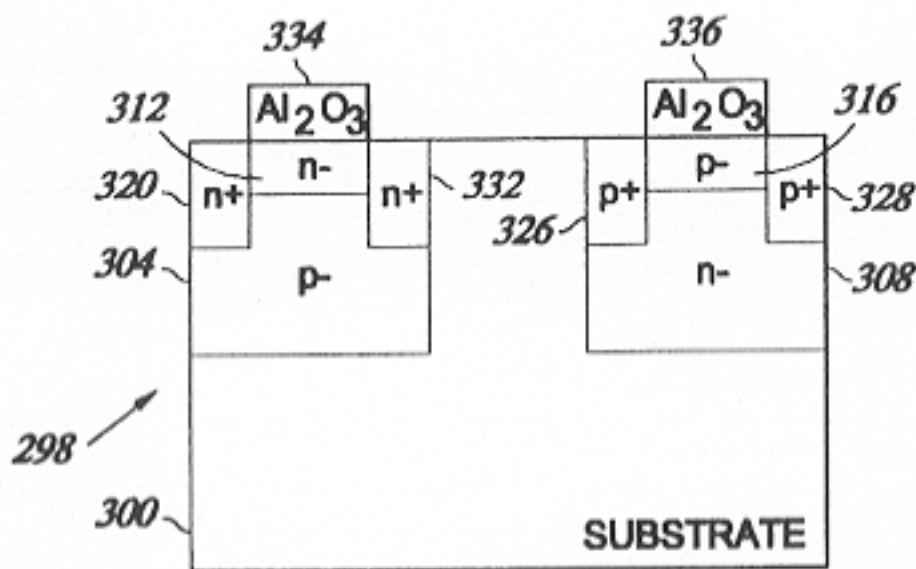 334
336
312
Al2O3
Al2O3
316
320
n+
n-
n+
332
326
p+
p-
p+
328
304
p-
n-
308
298
300
SUBSTRATE